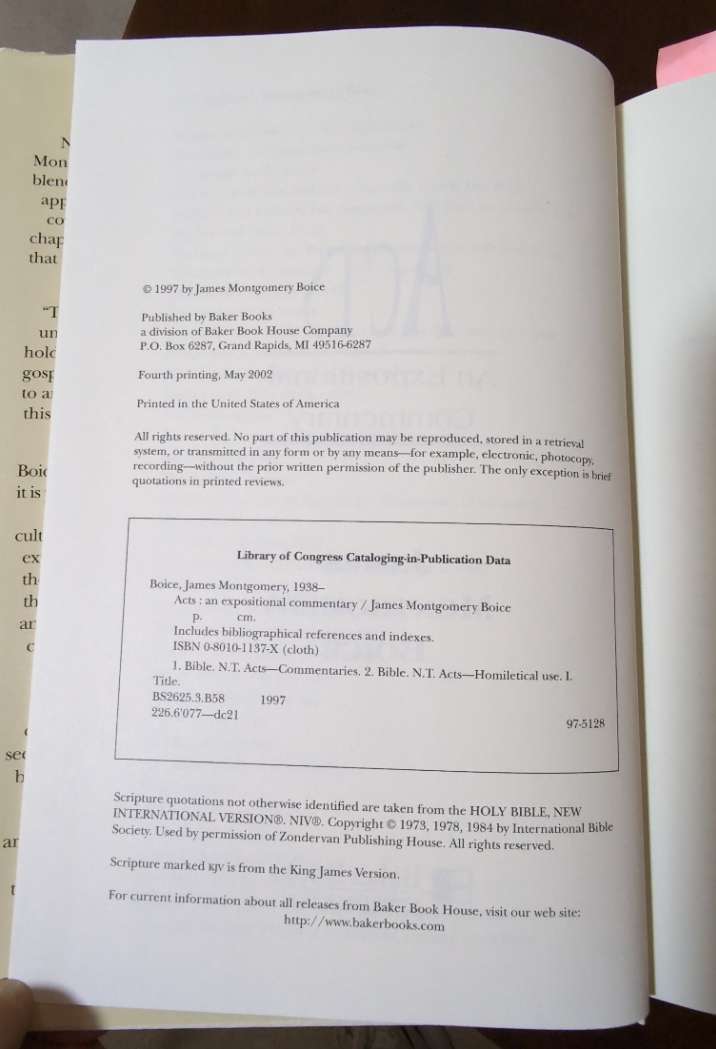 © 1997 by James Montgomery Boice
Published by Baker Books
a division of Baker Book House Company
P.O. Box 6287, Grand Rapids, MI 49516-6287
Fourth printing, May 2002
Printed in the United States of America
All rights reserved. No part of this publication may be reproduced, stored in a retrieval
system, or transmitted in any form or by any means—for example, electronic, photocopy,
recording—without the prior written permission of the publisher. The only exception is brief
quotations in printed reviews.
Library of Congress Cataloging-in-Publication Data
Boice, James Montgomery, 1938–
Acts : an expositional commentary / James Montgomery Boice
p. cm.
Includes bibliographical references and indexes.
ISBN 0-8010-1137-X (cloth)
1. Bible. N.T. Acts—Commentaries. 2. Bible. N.T. Acts—Homiletical use. I.
Title.
BS2625.3.B58 1997
226.6'077—dc21
97-5128
Scripture quotations not otherwise identified are taken from the HOLY BIBLE, NEW
INTERNATIONAL VERSION®. NIV®. Copyright © 1973, 1978, 1984 by International Bible
Society. Used by permission of Zondervan Publishing House. All rights reserved.
Scripture marked KJV is from the King James Version.
For current information about all releases from Baker Book House, visit our web site:
http://www.bakerbooks.com